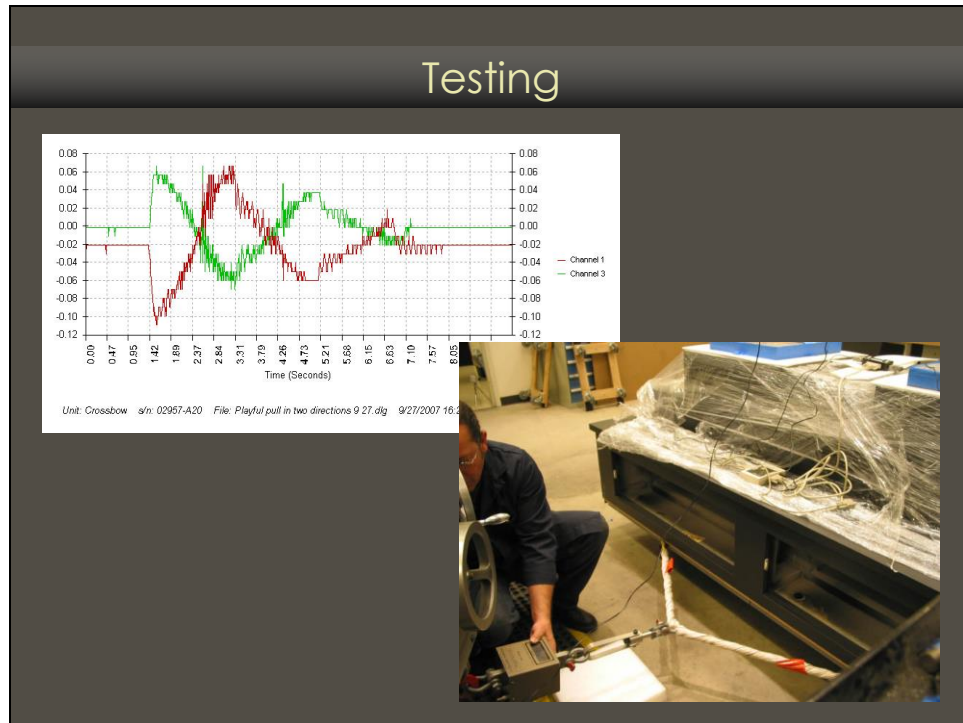 Testing
0.08 0.08
0.06 0.06
0.04 0.04
0.02 0.02
0.00 0.00
-0.02 -0.02
-0.04 -0.04
-0.06 -0.06
-0.08 -0.08
-0.10 -0.10
-0.12 -0.12
Channel 1
Channel 3
0.00 0.47 0.95 1.42 1.89 2.37 2.84 3.31 3.79 4.26 4.73 5.21 5.68 6.15 6.63 7.10 7.57 8.05
Time (Seconds)
Unit: Crossbow s/n: 02957-A20 File: Playful pull in two directions 9 27.dlg 9/27/2007